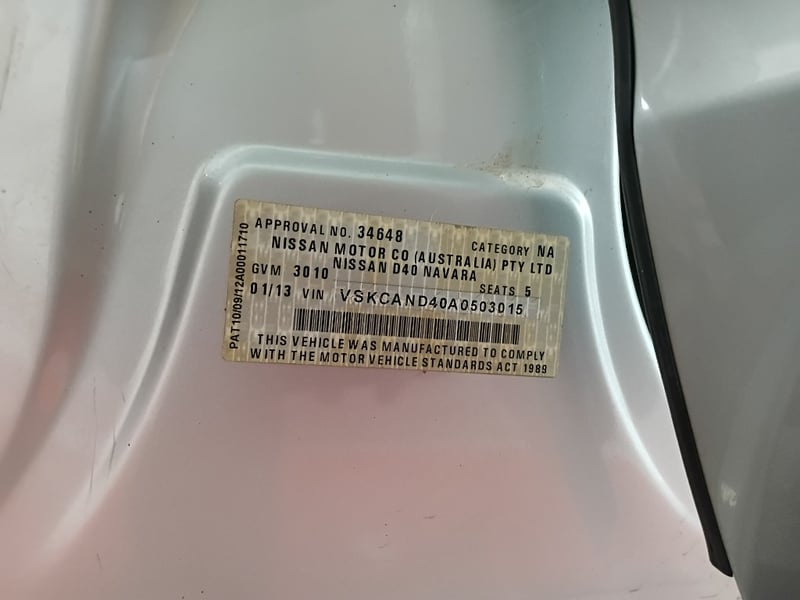 APPROVAL NO. 34648 CATEGORY NA
NISSAN MOTOR CO (AUSTRALIA) PTY LTD
NISSAN D40 NAVARA
GVM 3010 SEATS 5
01/13 VIN VSKCAND40A0503015
THIS VEHICLE WAS MANUFACTURED TO COMPLY
WITH THE MOTOR VEHICLE STANDARDS ACT 1989
PAT10/09/12A00011710